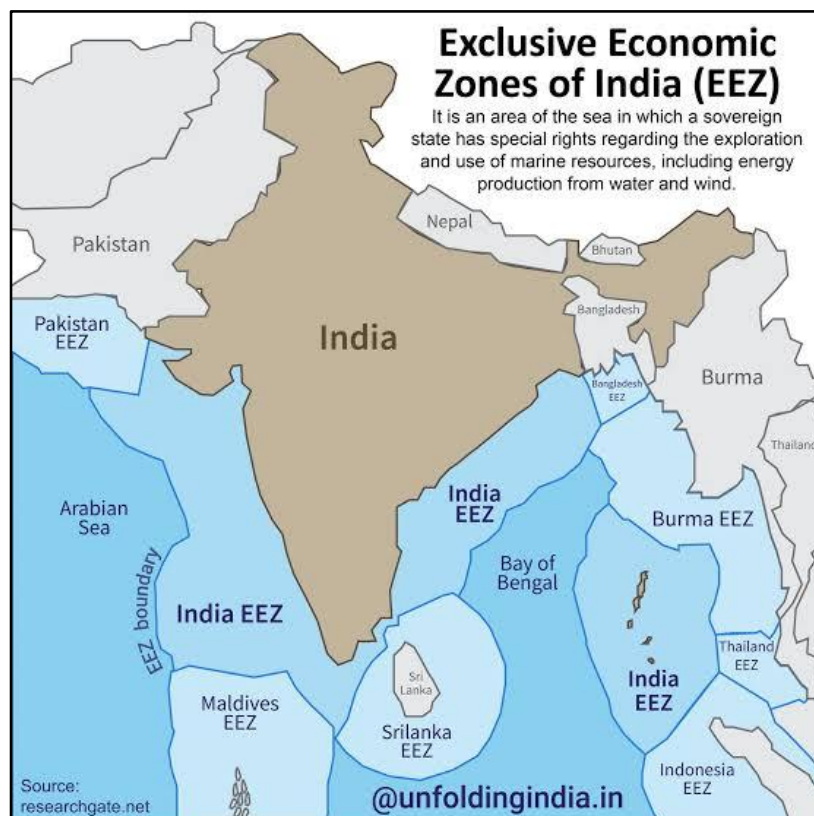 Exclusive Economic
Zones of India (EEZ)
It is an area of the sea in which a sovereign
state has special rights regarding the exploration
and use of marine resources, including energy
production from water and wind.
Nepal
Bhutan
Pakistan
Bangladesh
Pakistan
EEZ
India
Burma
Bangladesh
EEZ
Thailand
Arabian
Sea
India
EEZ
Burma EEZ
Bay of
Bengal
EEZ boundary
India EEZ
Thailand
EEZ
Sri
Lanka
Maldives
EEZ
India
EEZ
Srilanka
EEZ
Indonesia
EEZ
Source:
researchgate.net
@unfoldingindia.in